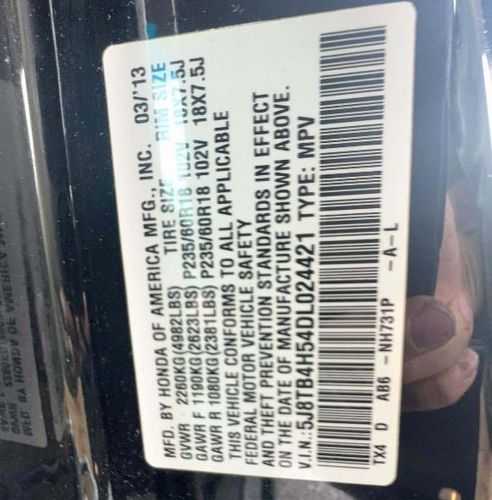 MFD. BY HONDA OF AMERICA MFG., INC. 03/'13
GVWR 2260KG(4982LBS) TIRE SIZE RIM SIZE
GAWR F 1190KG(2623LBS) P235/60R18 102V 18X7.5J
GAWR R 1080KG(2381LBS) P235/60R18 102V 18X7.5J
THIS VEHICLE CONFORMS TO ALL APPLICABLE
FEDERAL MOTOR VEHICLE SAFETY
AND THEFT PREVENTION STANDARDS IN EFFECT
ON THE DATE OF MANUFACTURE SHOWN ABOVE.
V.I.N.:5J8TB4H54DL024421 TYPE: MPV
TX4 D AB6 -NH731P -A-L